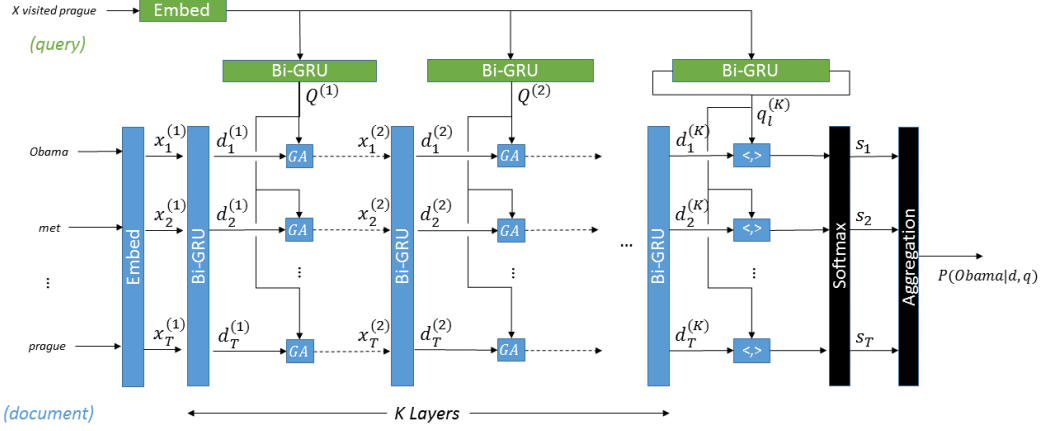 X visited prague
Embed
(query)
Bi-GRU
Bi-GRU
Bi-GRU
Q^(1)
Q^(2)
q_l^(K)
Obama
x_1^(1)
d_1^(1)
GA
x_1^(2)
d_1^(2)
GA
d_1^(K)
<,>
s_1
met
x_2^(1)
d_2^(1)
GA
x_2^(2)
d_2^(2)
GA
d_2^(K)
<,>
s_2
Embed
Bi-GRU
Bi-GRU
...
Bi-GRU
Softmax
Aggregation
P(Obama|d, q)
⋮
⋮
⋮
⋮
prague
x_T^(1)
d_T^(1)
GA
x_T^(2)
d_T^(2)
GA
d_T^(K)
<,>
s_T
(document)
K Layers